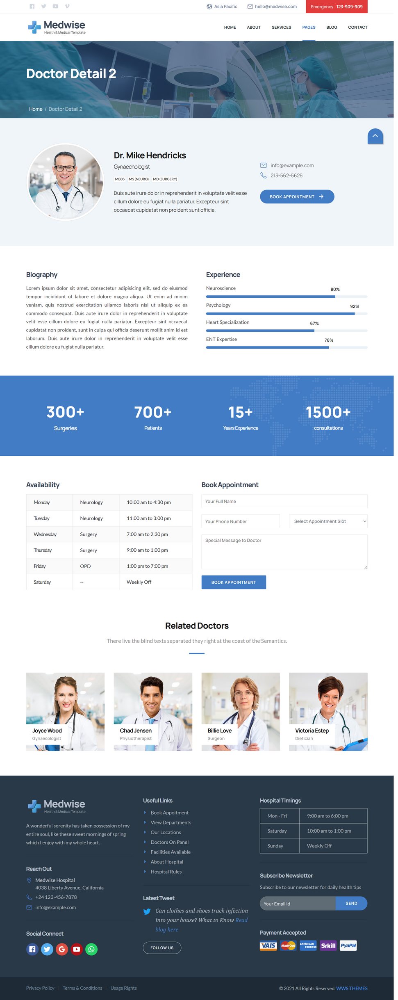 Asia Pacific
hello@medwise.com
Emergency 123-909-909
Medwise
Health & Medical Template
HOME
ABOUT
SERVICES
PAGES
BLOG
CONTACT
Doctor Detail 2
Home / Doctor Detail 2
Dr. Mike Hendricks
Gynaechologist
MBBS MS (NEURO) MD (SURGERY)
Duis aute irure dolor in reprehenderit in voluptate velit esse
cillum dolore eu fugiat nulla pariatur. Excepteur sint
occaecat cupidatat non proident sunt officia.
info@example.com
213-562-5625
BOOK APPOINTMENT
Biography
Lorem ipsum dolor sit amet, consectetur adipisicing elit, sed do eiusmod
tempor incididunt ut labore et dolore magna aliqua. Ut enim ad minim
veniam, quis nostrud exercitation ullamco laboris nisi ut aliquip ex ea
commodo consequat. Duis aute irure dolor in reprehenderit in voluptate
velit esse cillum dolore eu fugiat nulla pariatur. Excepteur sint occaecat
cupidatat non proident, sunt in culpa qui officia deserunt mollit anim id est
laborum. Duis aute irure dolor in reprehenderit in voluptate velit esse
cillum dolore eu fugiat nulla pariatur.
Experience
Neuroscience 80%
Psychology 92%
Heart Specialization 67%
ENT Expertise 76%
300+
Surgeries
700+
Patients
15+
Years Experience
1500+
consultations
Availability
Monday Neurology 10:00 am to 4:30 pm
Tuesday Neurology 11:00 am to 3:00 pm
Wednesday Surgery 7:00 am to 2:30 pm
Thursday Surgery 9:00 am to 1:00 pm
Friday OPD 1:00 pm to 7:00 pm
Saturday -- Weekly Off
Book Appointment
Your Full Name
Your Phone Number
Select Appointment Slot
Special Message to Doctor
BOOK APPOINTMENT
Related Doctors
There live the blind texts separated they right at the coast of the Semantics.
Joyce Wood
Gynaecologist
Chad Jensen
Physiotherapist
Billie Love
Surgeon
Victoria Estep
Dietician
Medwise
Health & Medical Template
A wonderful serenity has taken possession of my
entire soul, like these sweet mornings of spring
which I enjoy with my whole heart.
Reach Out
Medwise Hospital
4038 Liberty Avenue, California
+24 123-456-7878
info@example.com
Social Connect
Useful Links
Book Appoitment
View Departments
Our Locations
Doctors On Panel
Facilities Available
About Hospital
Hospital Rules
Latest Tweet
Can clothes and shoes track infection
into your house? What to Know Read
blog here
FOLLOW US
Hospital Timings
Mon - Fri 9:00 am to 6:00 pm
Saturday 10:00 am to 1:00 pm
Sunday Weekly Off
Subscribe Newsletter
Subscribe to our newsletter for daily health tips
Your Email Id
SEND
Payment Accepted
VAIS
MsaterCrad
AREMICAN
EXDRESS
Srkill
PyaPal
Privacy Policy | Terms & Conditions | Usage Rights
© 2021 All Rights Reserved. WWS THEMES